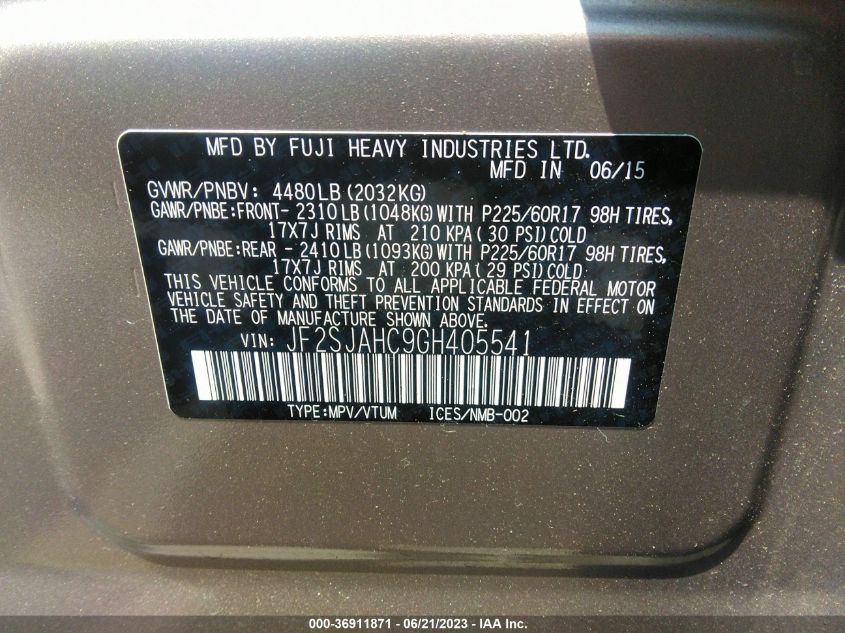 MFD BY FUJI HEAVY INDUSTRIES LTD.
MFD IN 06/15
GVWR/PNBV: 4480LB (2032KG)
GAWR/PNBE:FRONT- 2310LB(1048KG)WITH P225/60R17 98H TIRES,
17X7J RIMS AT 210 KPA( 30 PSI)COLD
GAWR/PNBE:REAR - 2410LB(1093KG)WITH P225/60R17 98H TIRES,
17X7J RIMS AT 200 KPA( 29 PSI)COLD
THIS VEHICLE CONFORMS TO ALL APPLICABLE FEDERAL MOTOR
VEHICLE SAFETY AND THEFT PREVENTION STANDARDS IN EFFECT ON
THE DATE OF MANUFACTURE SHOWN ABOVE.
VIN: JF2SJAHC9GH405541
TYPE:MPV/VTUM ICES/NMB-002
000-36911871 - 06/21/2023 - IAA Inc.